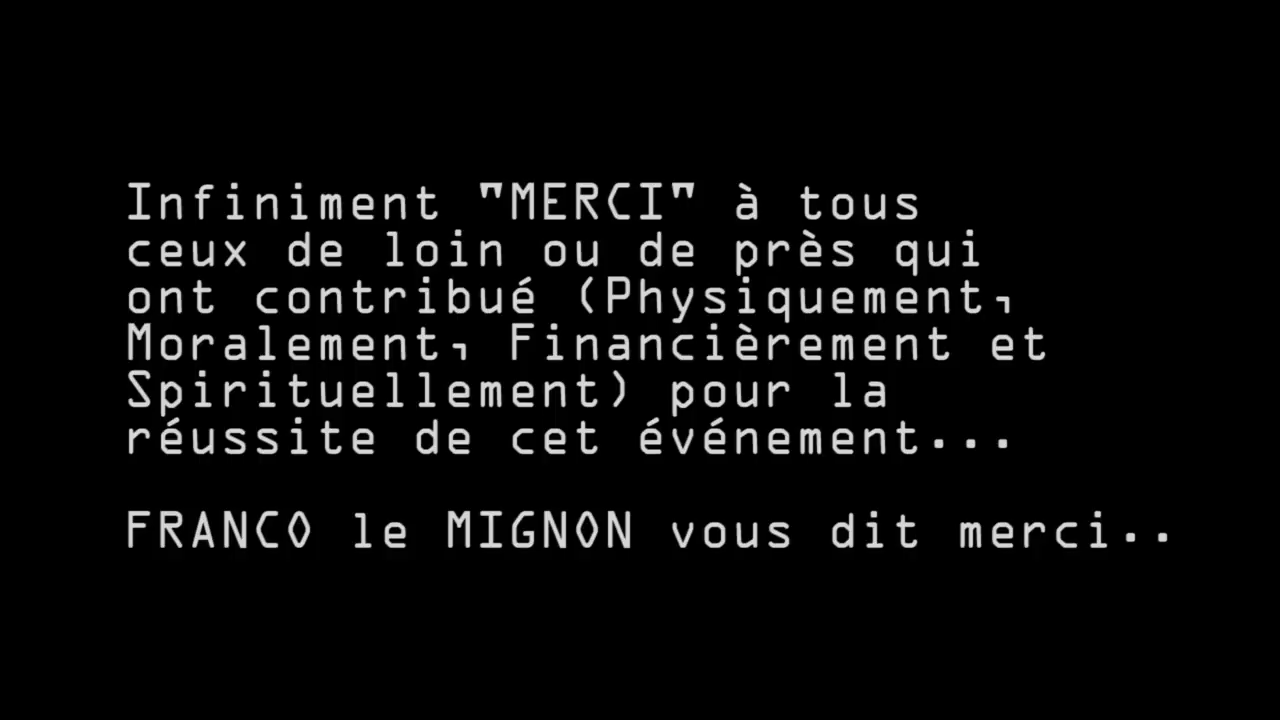 Infiniment "MERCI" à tous
ceux de loin ou de près qui
ont contribué (Physiquement,
Moralement, Financièrement et
Spirituellement) pour la
réussite de cet événement...
FRANCO le MIGNON vous dit merci..